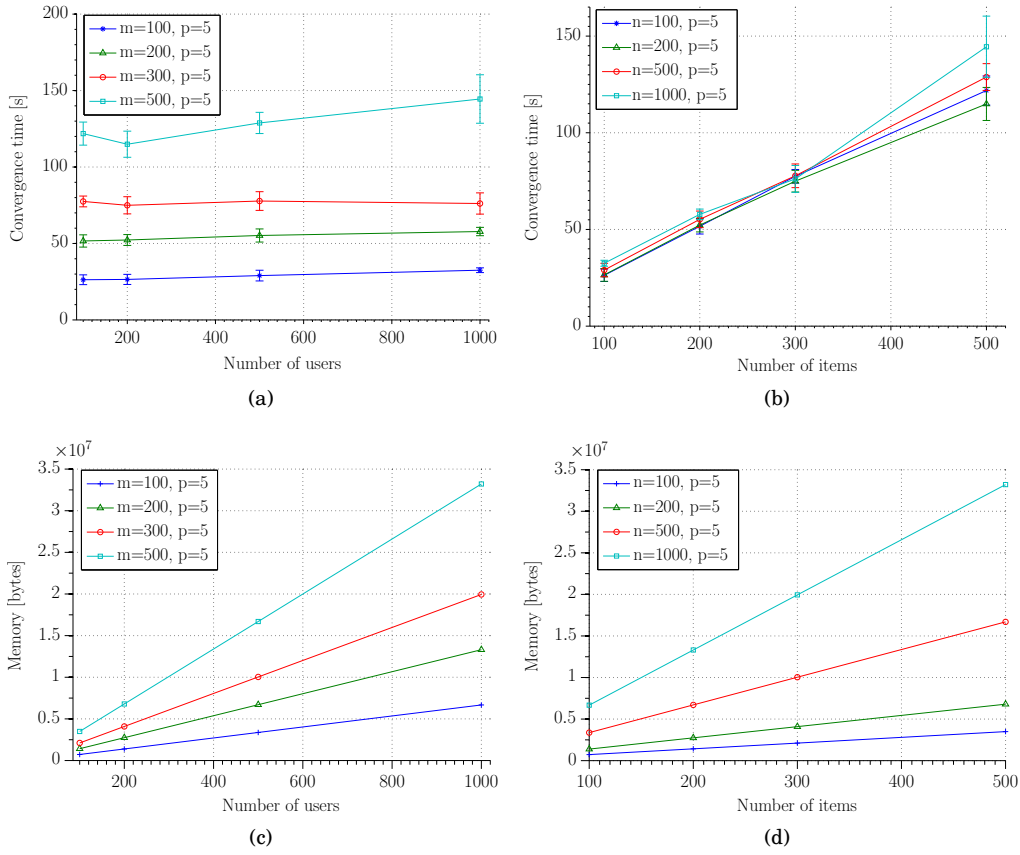 200
150
100
50
0
Convergence time [s]
m=100, p=5
m=200, p=5
m=300, p=5
m=500, p=5
200 400 600 800 1000
Number of users
(a)
150
100
50
0
Convergence time [s]
n=100, p=5
n=200, p=5
n=500, p=5
n=1000, p=5
100 200 300 400 500
Number of items
(b)
×10⁷
3.5
3
2.5
2
1.5
1
0.5
0
Memory [bytes]
m=100, p=5
m=200, p=5
m=300, p=5
m=500, p=5
200 400 600 800 1000
Number of users
(c)
×10⁷
3.5
3
2.5
2
1.5
1
0.5
0
Memory [bytes]
n=100, p=5
n=200, p=5
n=500, p=5
n=1000, p=5
100 200 300 400 500
Number of items
(d)